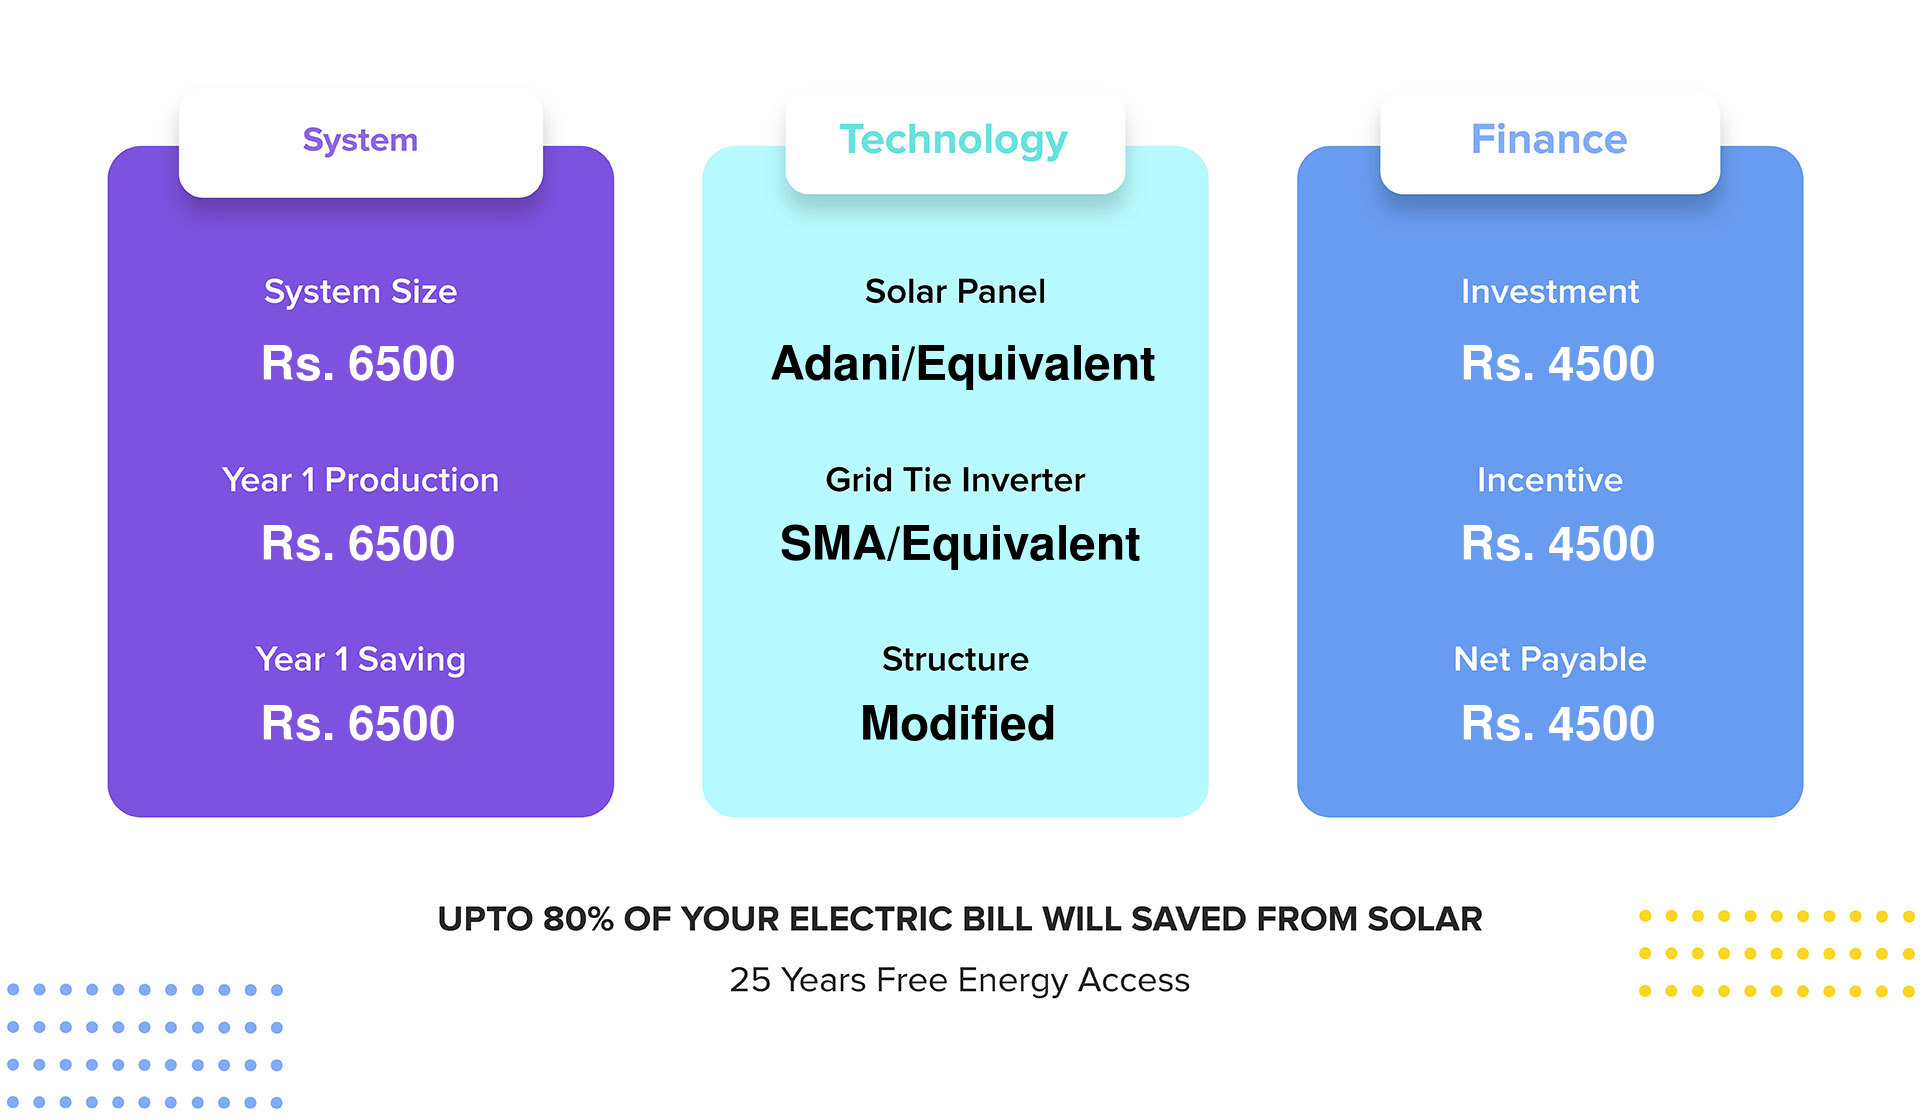 System
System Size
Rs. 6500
Year 1 Production
Rs. 6500
Year 1 Saving
Rs. 6500
Technology
Solar Panel
Adani/Equivalent
Grid Tie Inverter
SMA/Equivalent
Structure
Modified
Finance
Investment
Rs. 4500
Incentive
Rs. 4500
Net Payable
Rs. 4500
UPTO 80% OF YOUR ELECTRIC BILL WILL SAVED FROM SOLAR
25 Years Free Energy Access